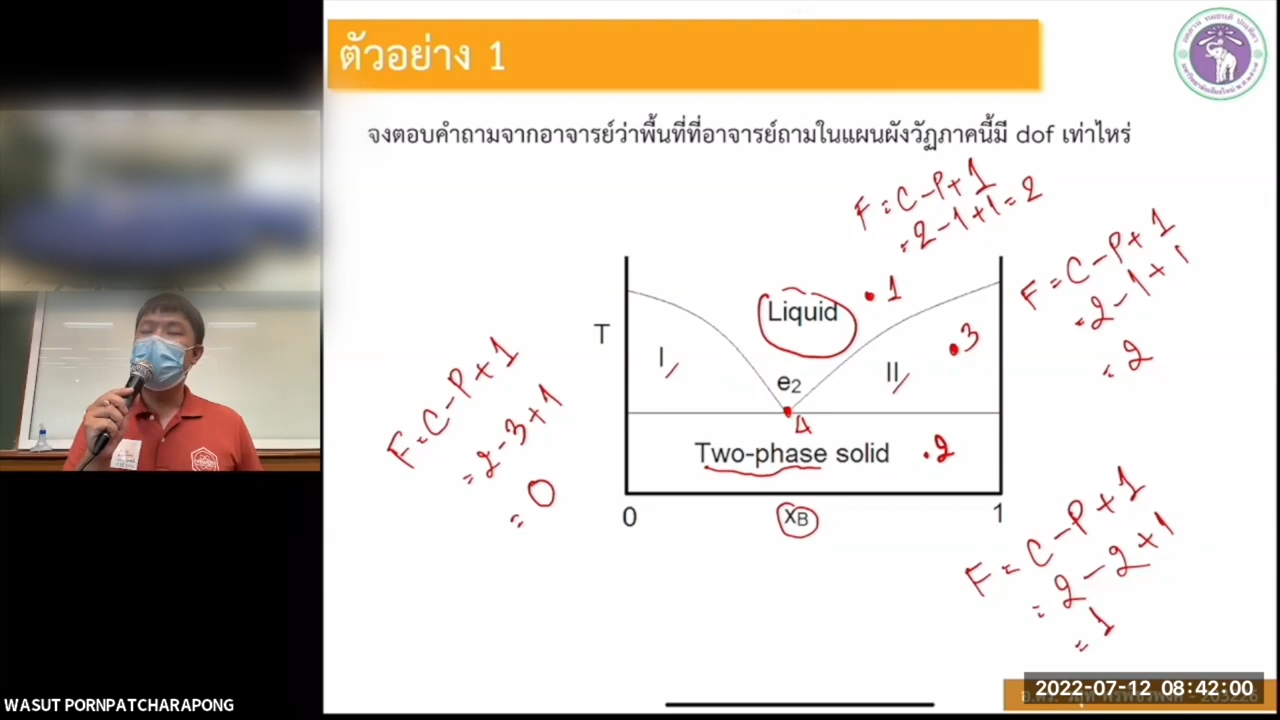 ตัวอย่าง 1
จงตอบคำถามจากอาจารย์ว่าพื้นที่ที่อาจารย์ถามในแผนผังวัฏภาคนี้มี dof เท่าไหร่
F = C - P + 1
= 2 - 1 + 1 = 2
F = C - P + 1
= 2 - 1 + 1
= 2
Liquid
1
T
I
II
3
e2
4
F = C - P + 1
= 2 - 3 + 1
= 0
Two-phase solid
2
0
xB
1
F = C - P + 1
= 2 - 2 + 1
= 1
WASUT PORNPATCHARAPONG
2022-07-12 08:42:00